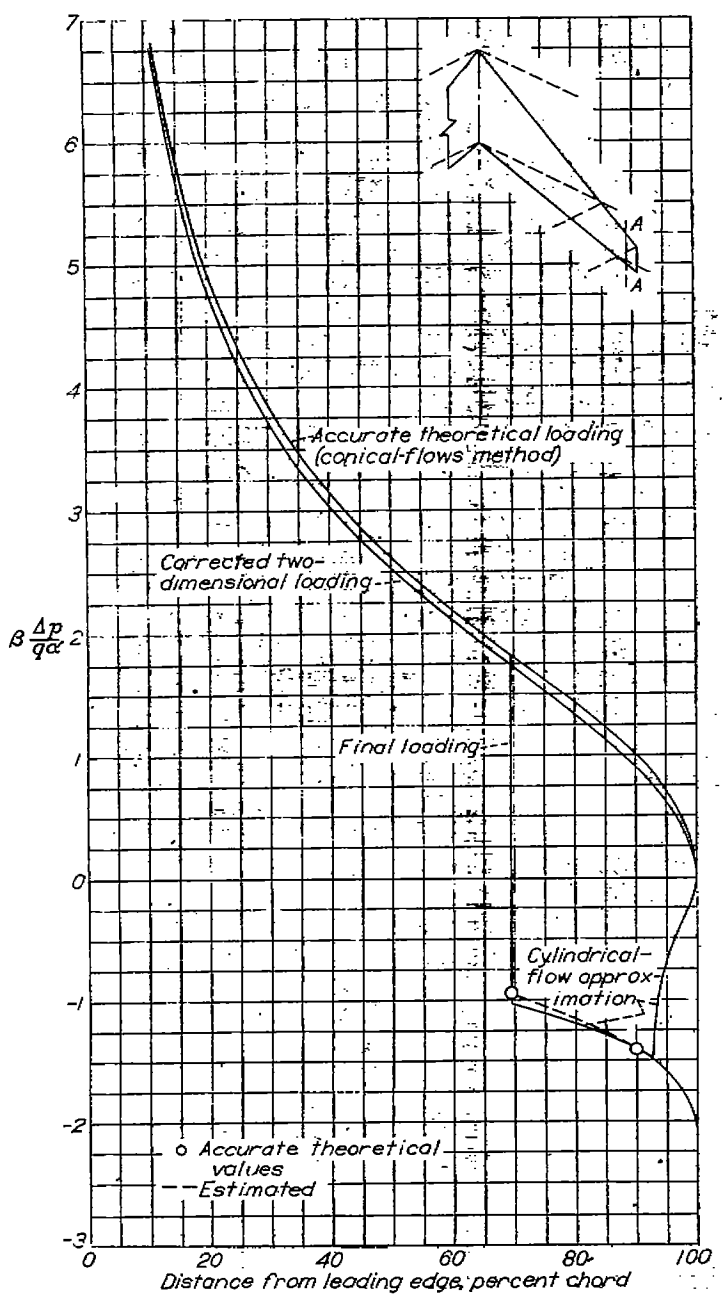 7
6
5
4
3
2
1
0
-1
-2
-3
β Δp/qα
A
A
Accurate theoretical loading
(conical-flows method)
Corrected two-
dimensional loading
Final loading
Cylindrical-
flow approx-
imation
o Accurate theoretical
values
--- Estimated
0 20 40 60 80 100
Distance from leading edge, percent chord